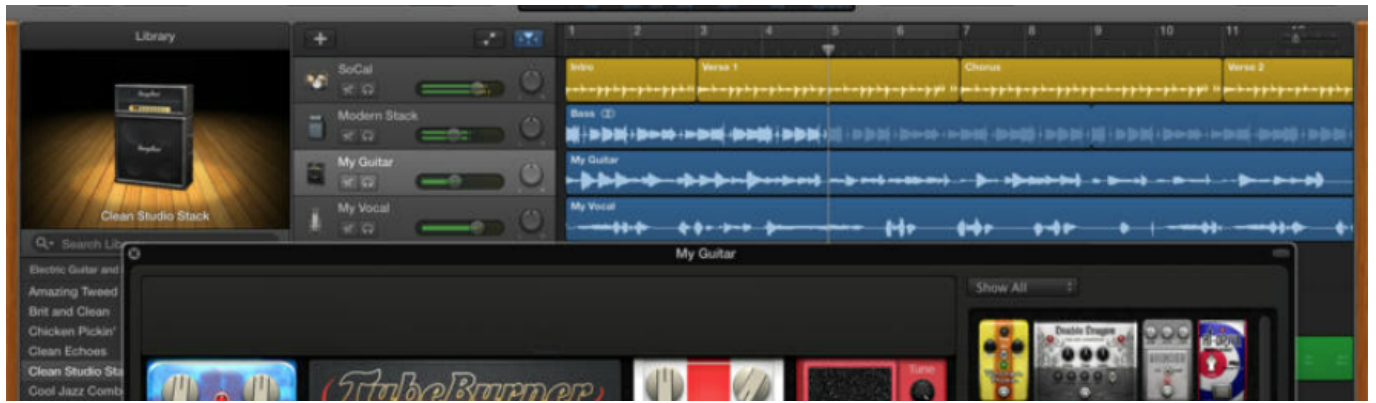 Library
1 2 3 4 5 6 7 8 9 10 11
SoCal
Intro Verse 1 Chorus Verse 2
Modern Stack
Bass
My Guitar
My Guitar
My Vocal
My Vocal
Clean Studio Stack
Search Lib
My Guitar
Electric Guitar and
Show All
Amazing Tweed
Brit and Clean
Chicken Pickin'
Double Dragon
Clean Echoes
Clean Studio Sta
Cool Jazz Comb
TubeBurner
Tune